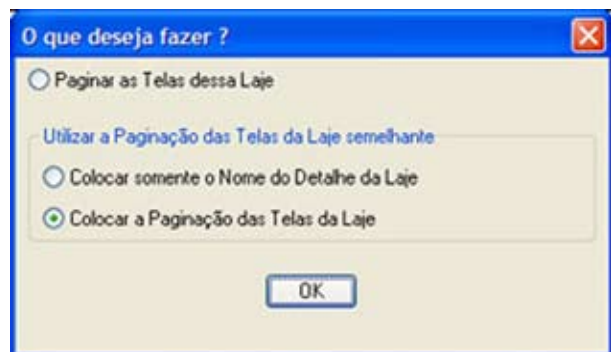 O que deseja fazer ?
Paginar as Telas dessa Laje
Utilizar a Paginação das Telas da Laje semelhante
Colocar somente o Nome do Detalhe da Laje
Colocar a Paginação das Telas da Laje
OK